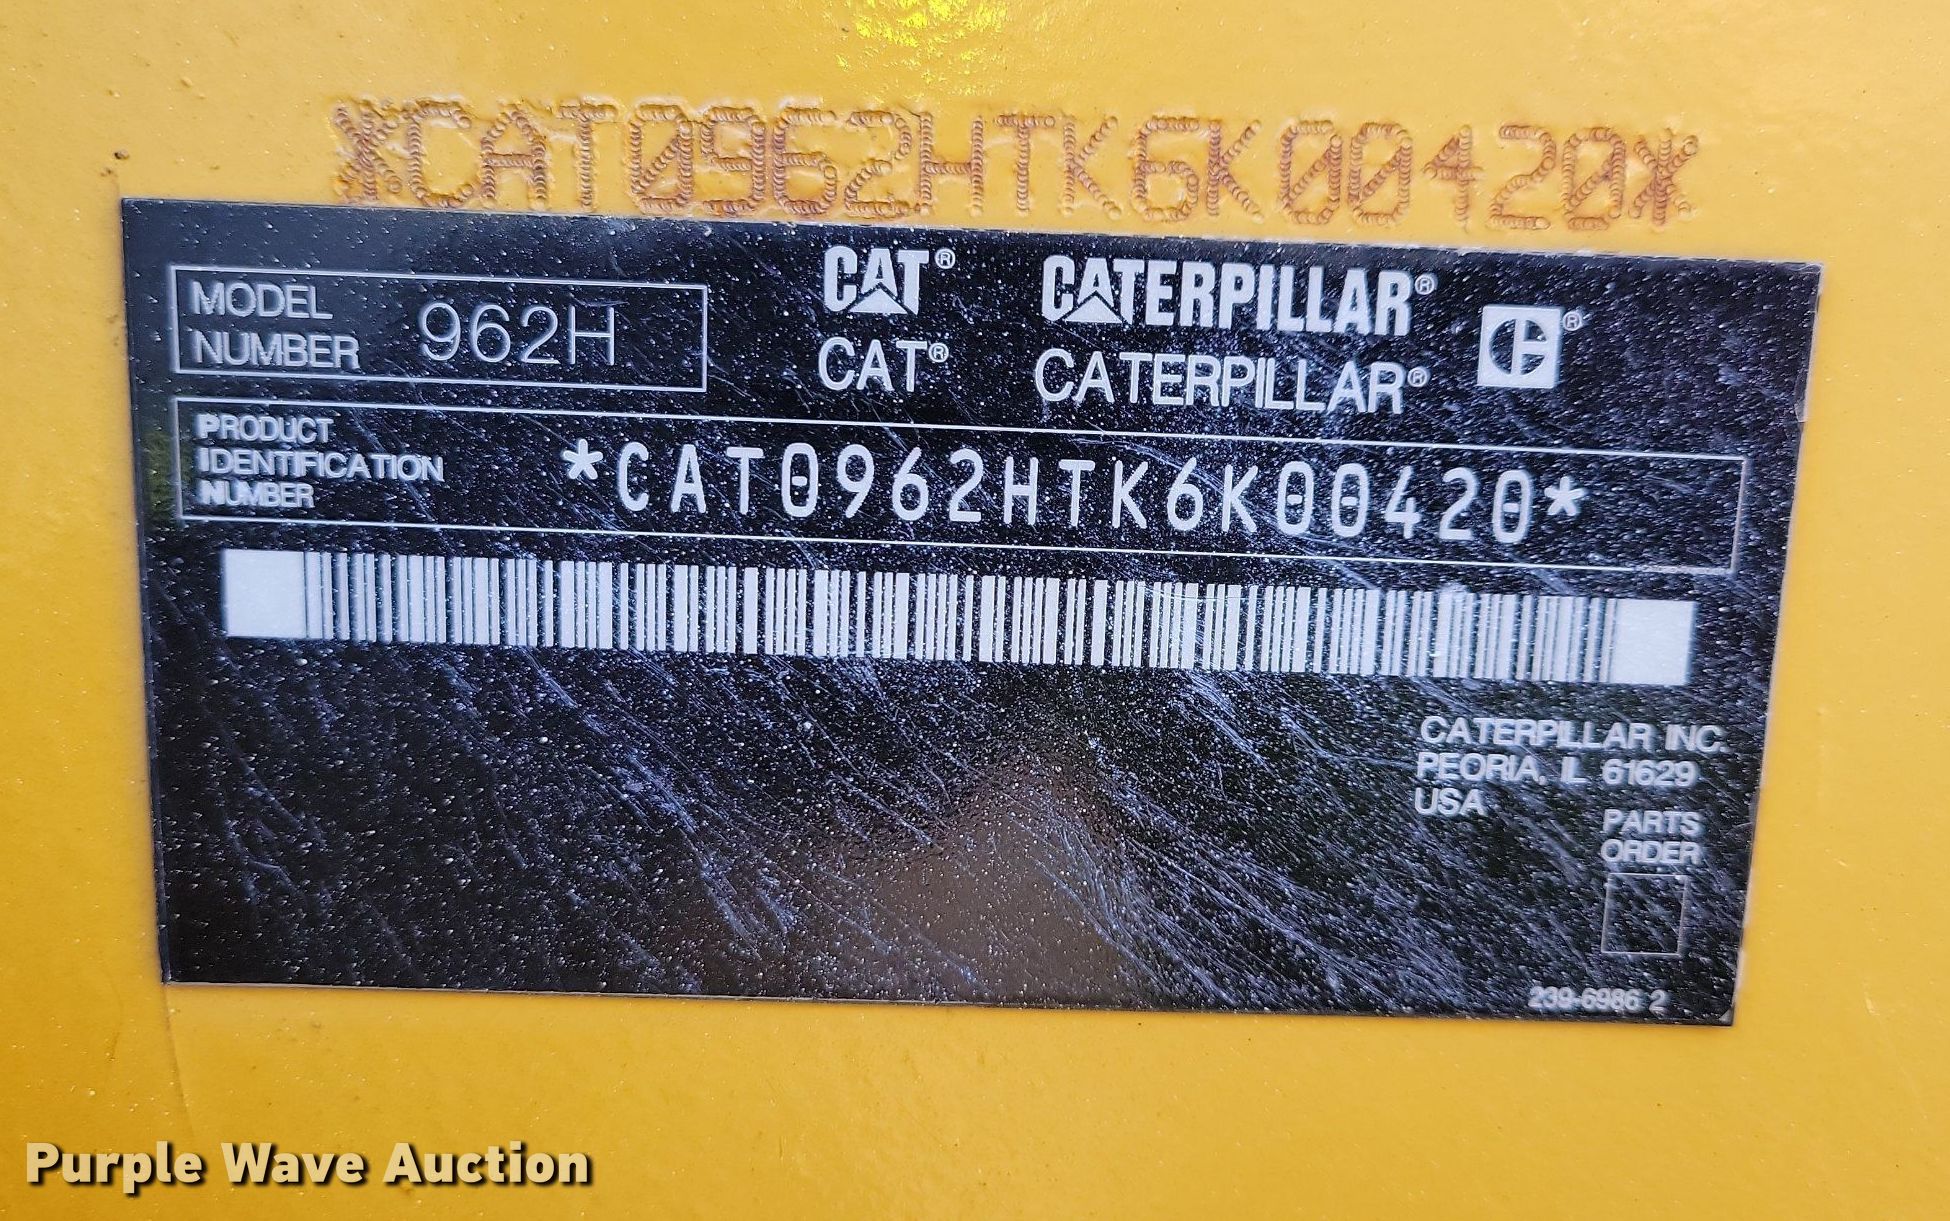 *CAT0962HTK6K00420*
CAT® CATERPILLAR®
MODEL NUMBER 962H
CAT® CATERPILLAR®
PRODUCT
IDENTIFICATION
NUMBER
*CAT0962HTK6K00420*
CATERPILLAR INC.
PEORIA, IL 61629
USA
PARTS
ORDER
239-6986 2
Purple Wave Auction